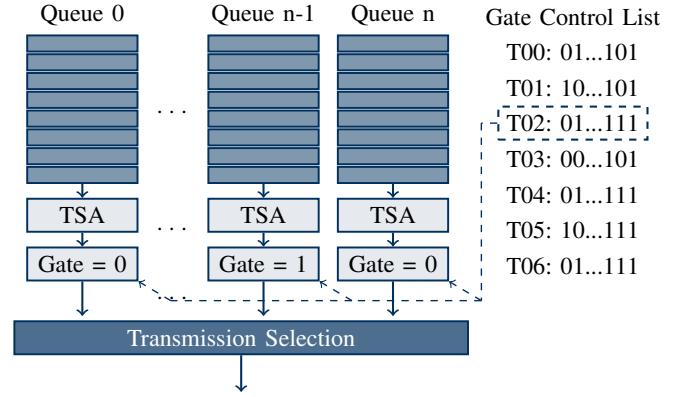 Queue 0 Queue n-1 Queue n Gate Control List
T00: 01...101
T01: 10...101
. . . T02: 01...111
T03: 00...101
T04: 01...111
TSA . . . TSA TSA
T05: 10...111
Gate = 0 Gate = 1 Gate = 0 T06: 01...111
. . .
Transmission Selection